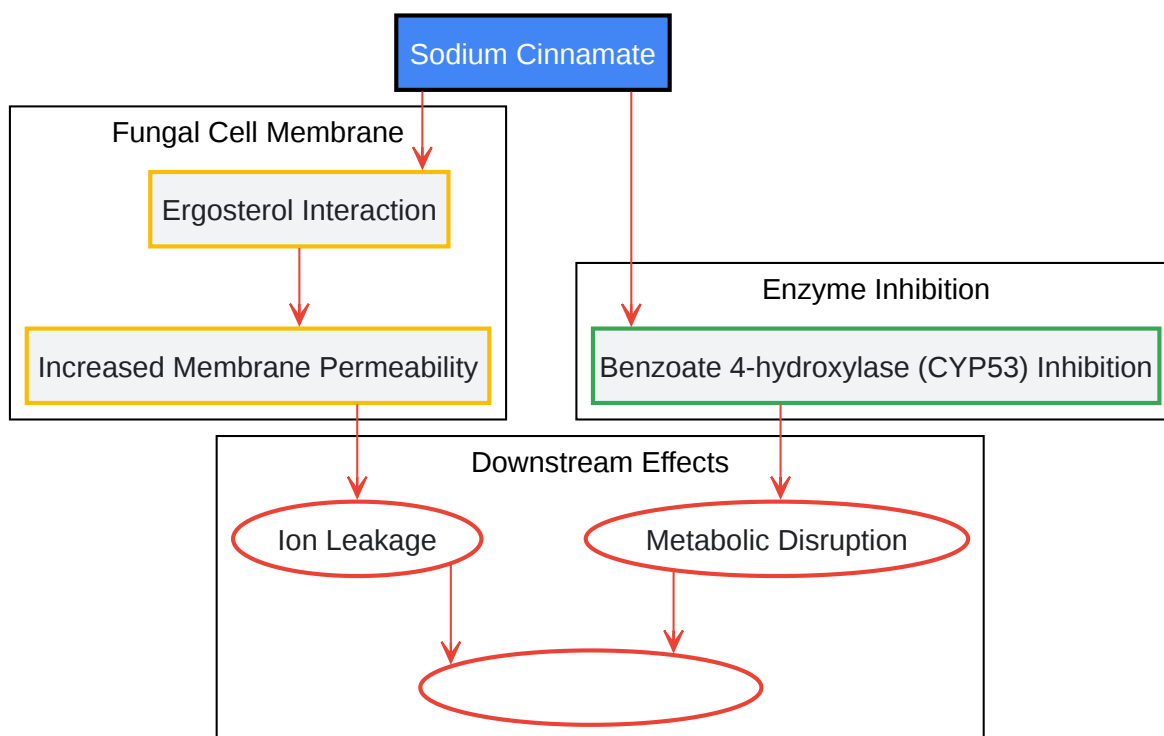 Sodium Cinnamate
Fungal Cell Membrane
Ergosterol Interaction
Enzyme Inhibition
Increased Membrane Permeability
Benzoate 4-hydroxylase (CYP53) Inhibition
Downstream Effects
Ion Leakage
Metabolic Disruption